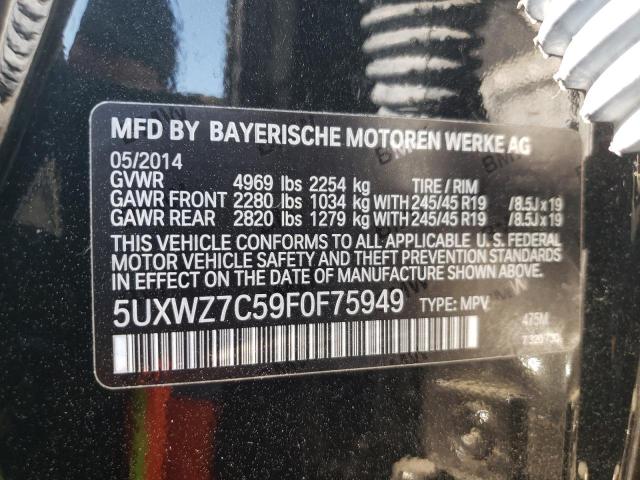 MFD BY BAYERISCHE MOTOREN WERKE AG
05/2014
GVWR 4969 lbs 2254 kg TIRE / RIM
GAWR FRONT 2280 lbs 1034 kg WITH 245/45 R19 /8.5J x 19
GAWR REAR 2820 lbs 1279 kg WITH 245/45 R19 /8.5J x 19
THIS VEHICLE CONFORMS TO ALL APPLICABLE U. S. FEDERAL
MOTOR VEHICLE SAFETY AND THEFT PREVENTION STANDARDS
IN EFFECT ON THE DATE OF MANUFACTURE SHOWN ABOVE.
5UXWZ7C59F0F75949 TYPE: MPV
475M
7 320 730